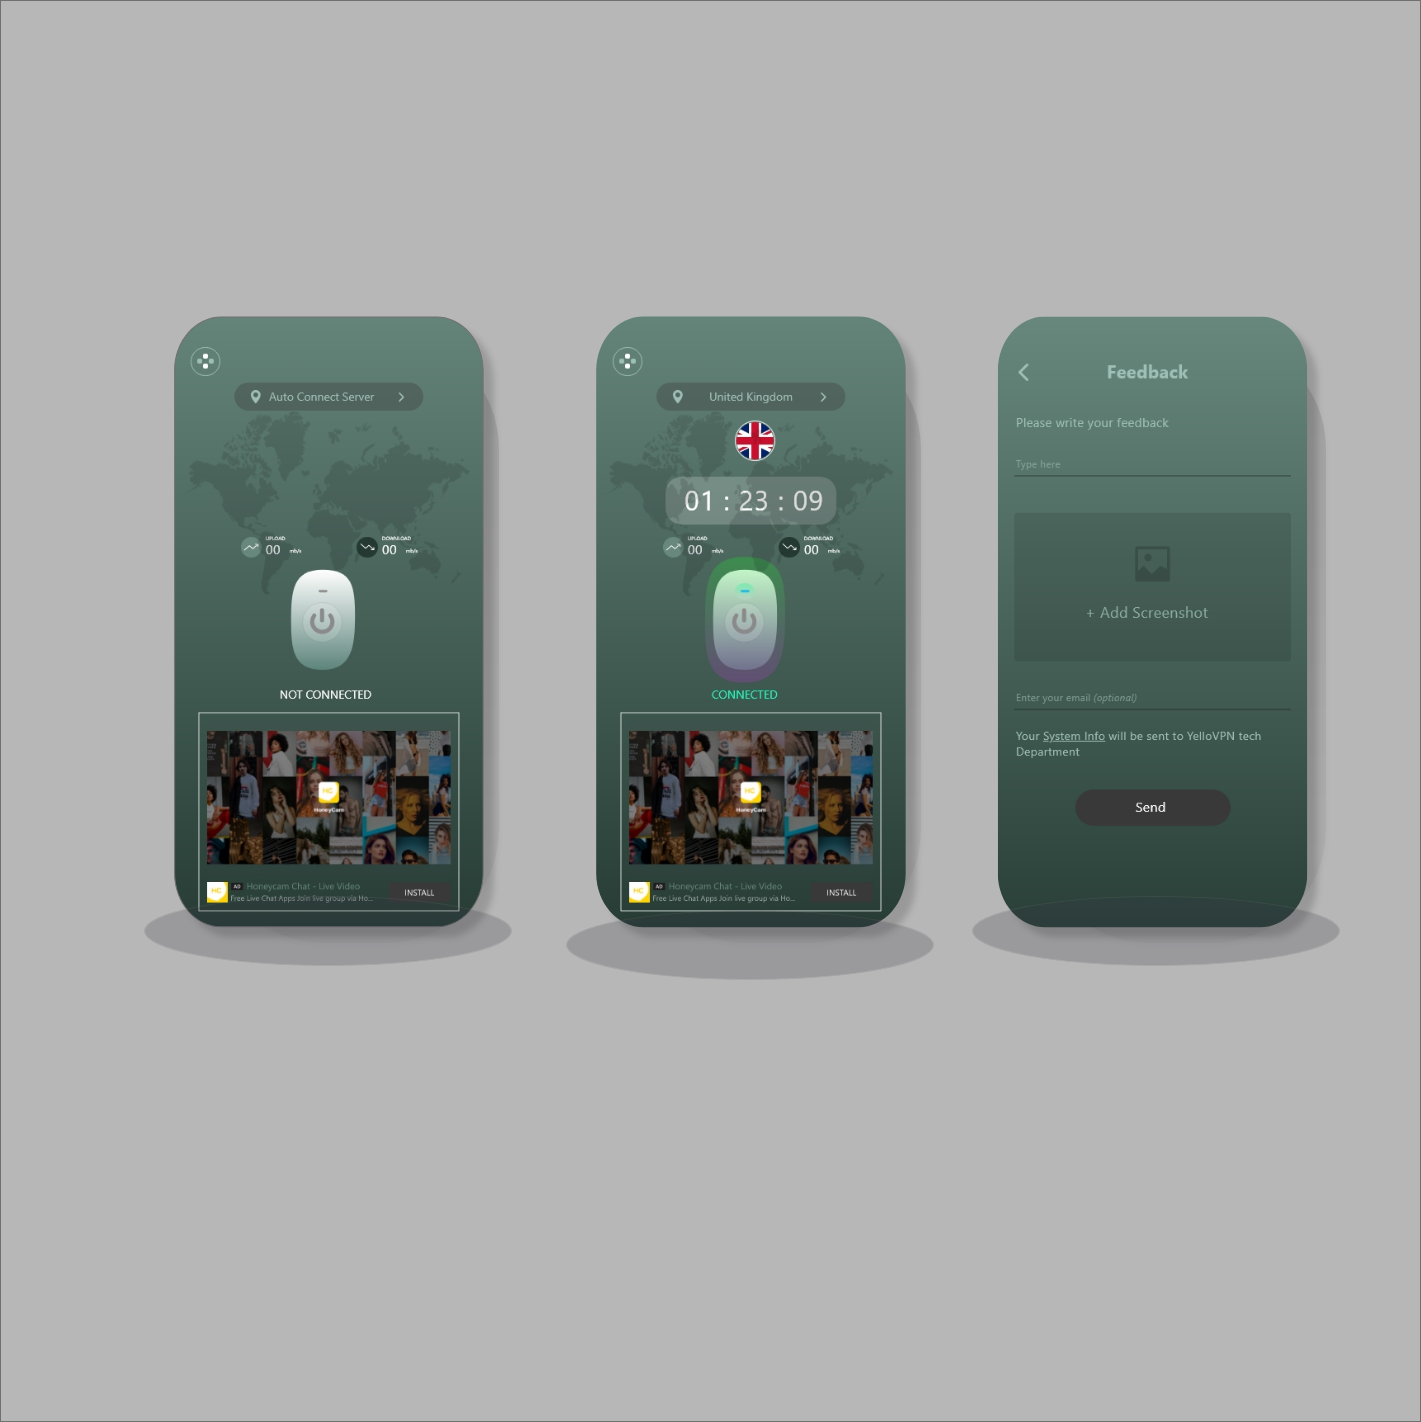 Auto Connect Server
UPLOAD
00 mb/s
DOWNLOAD
00 mb/s
NOT CONNECTED
HC
HoneyCam
HC
AD Honeycam Chat - Live Video
Free Live Chat Apps Join live group via Ho...
INSTALL
United Kingdom
01 : 23 : 09
UPLOAD
00 mb/s
DOWNLOAD
00 mb/s
CONNECTED
HC
HoneyCam
HC
AD Honeycam Chat - Live Video
Free Live Chat Apps Join live group via Ho...
INSTALL
Feedback
Please write your feedback
Type here
+ Add Screenshot
Enter your email (optional)
Your System Info will be sent to YelloVPN tech
Department
Send